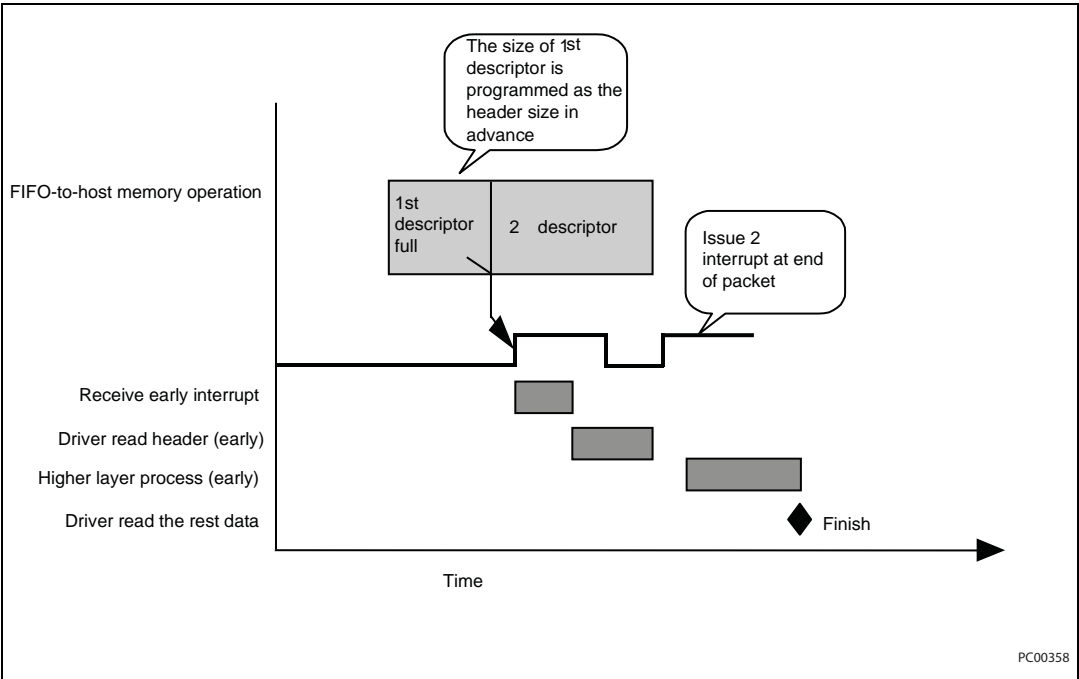 The size of 1st
descriptor is
programmed as the
header size in
advance
FIFO-to-host memory operation
1st
descriptor
full
2 descriptor
Issue 2
interrupt at end
of packet
Receive early interrupt
Driver read header (early)
Higher layer process (early)
Driver read the rest data
Finish
Time
PC00358